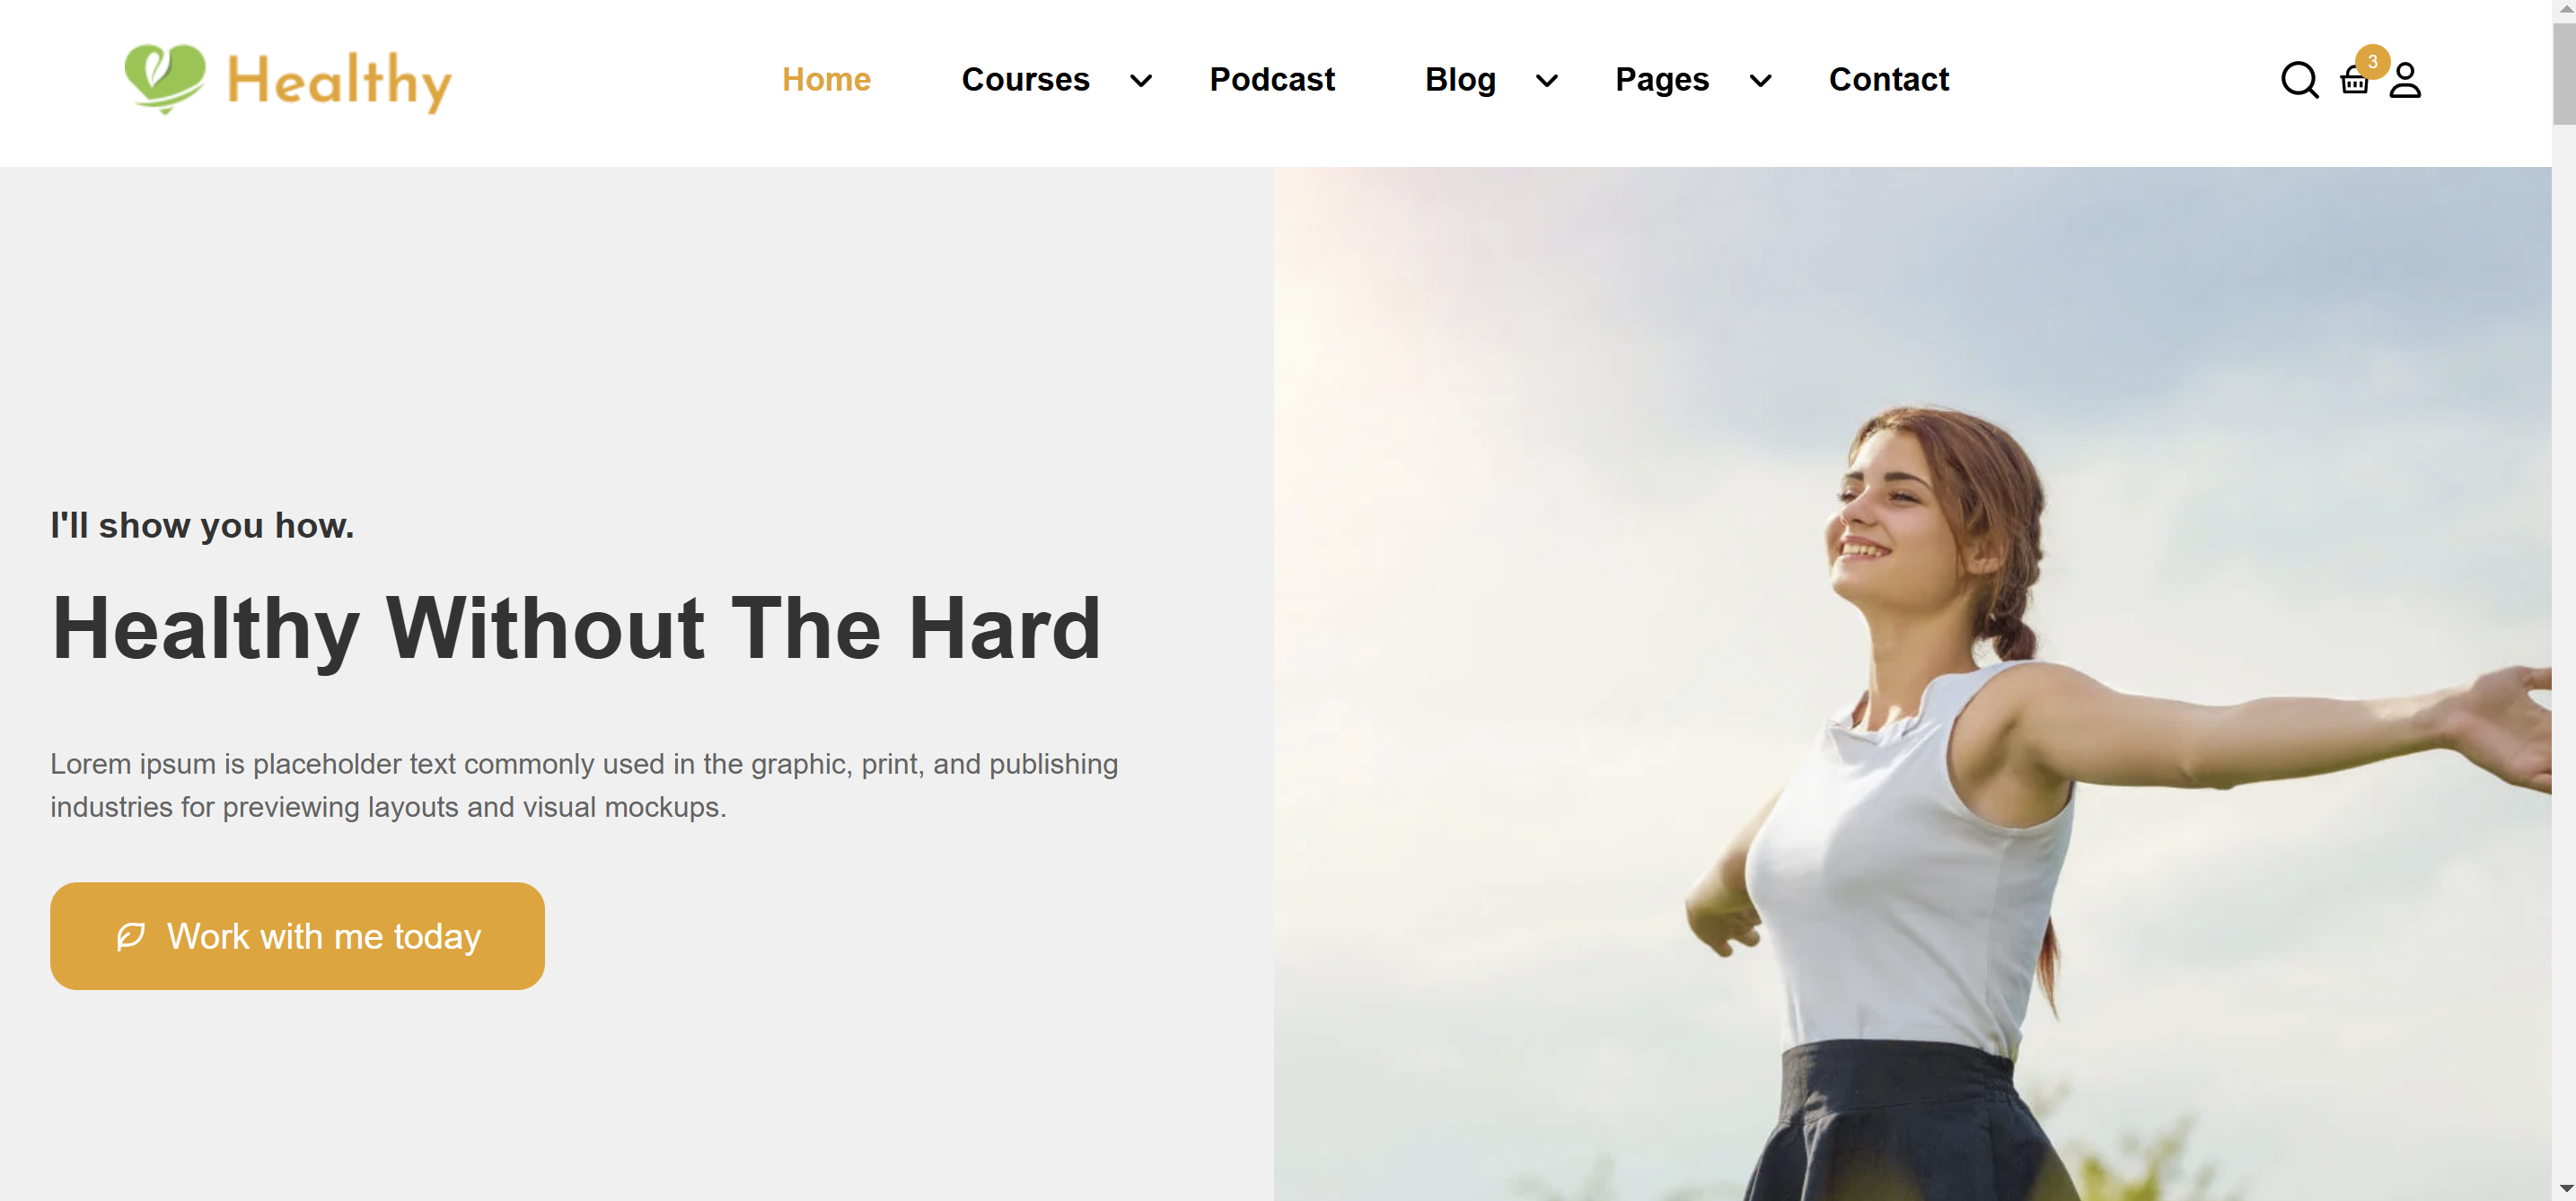 Healthy
Home Courses Podcast Blog Pages Contact
3
I'll show you how.
Healthy Without The Hard
Lorem ipsum is placeholder text commonly used in the graphic, print, and publishing
industries for previewing layouts and visual mockups.
Work with me today